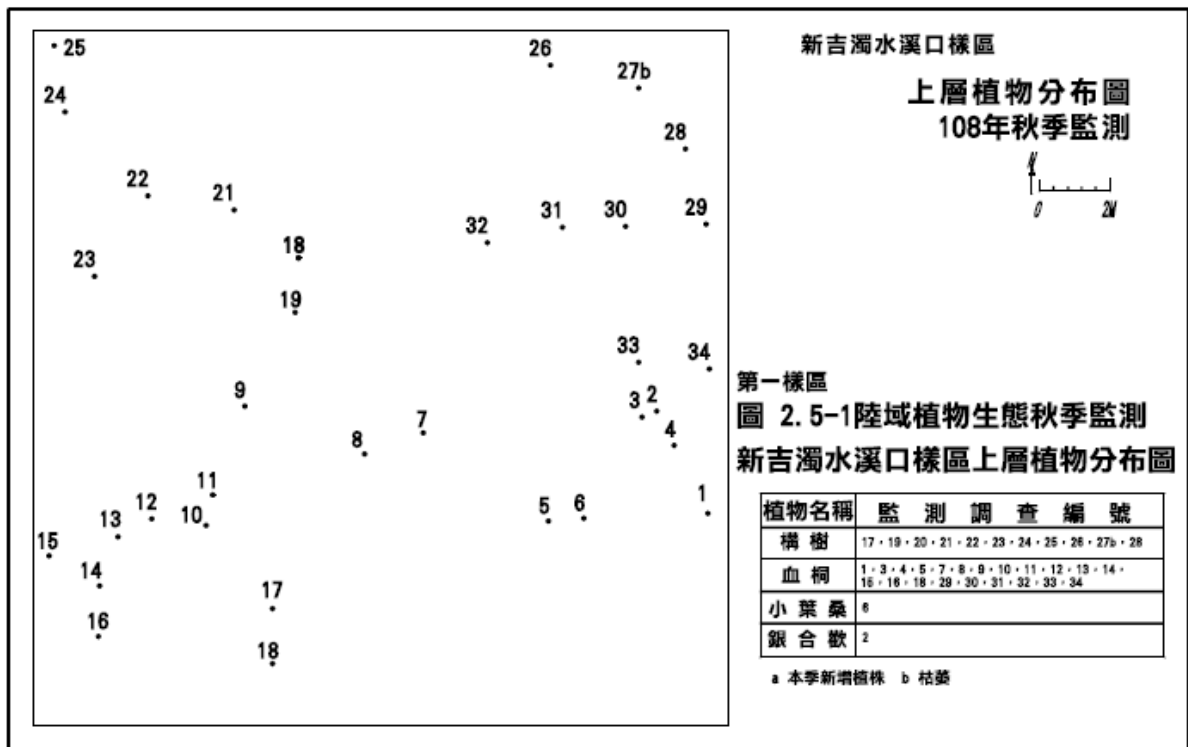 25
26
新吉濁水溪口樣區
27b
上層植物分布圖
24
108年秋季監測
28
N
22
21
31
30
29
0 2M
32
18
23
19
33
34
第一樣區
9
3
2
圖 2.5-1陸域植物生態秋季監測
7
8
4
新吉濁水溪口樣區上層植物分布圖
11
12
10
5
6
1
13
15
植物名稱 監測調查編號
構樹 17，19，20，21，22，23，24，25，26，27b，28
14
血桐 1，3，4，5，7，8，9，10，11，12，13，14，
15，16，18，29，30，31，32，33，34
17
16
小葉桑 6
18
銀合歡 2
a 本季新增植株 b 枯萎